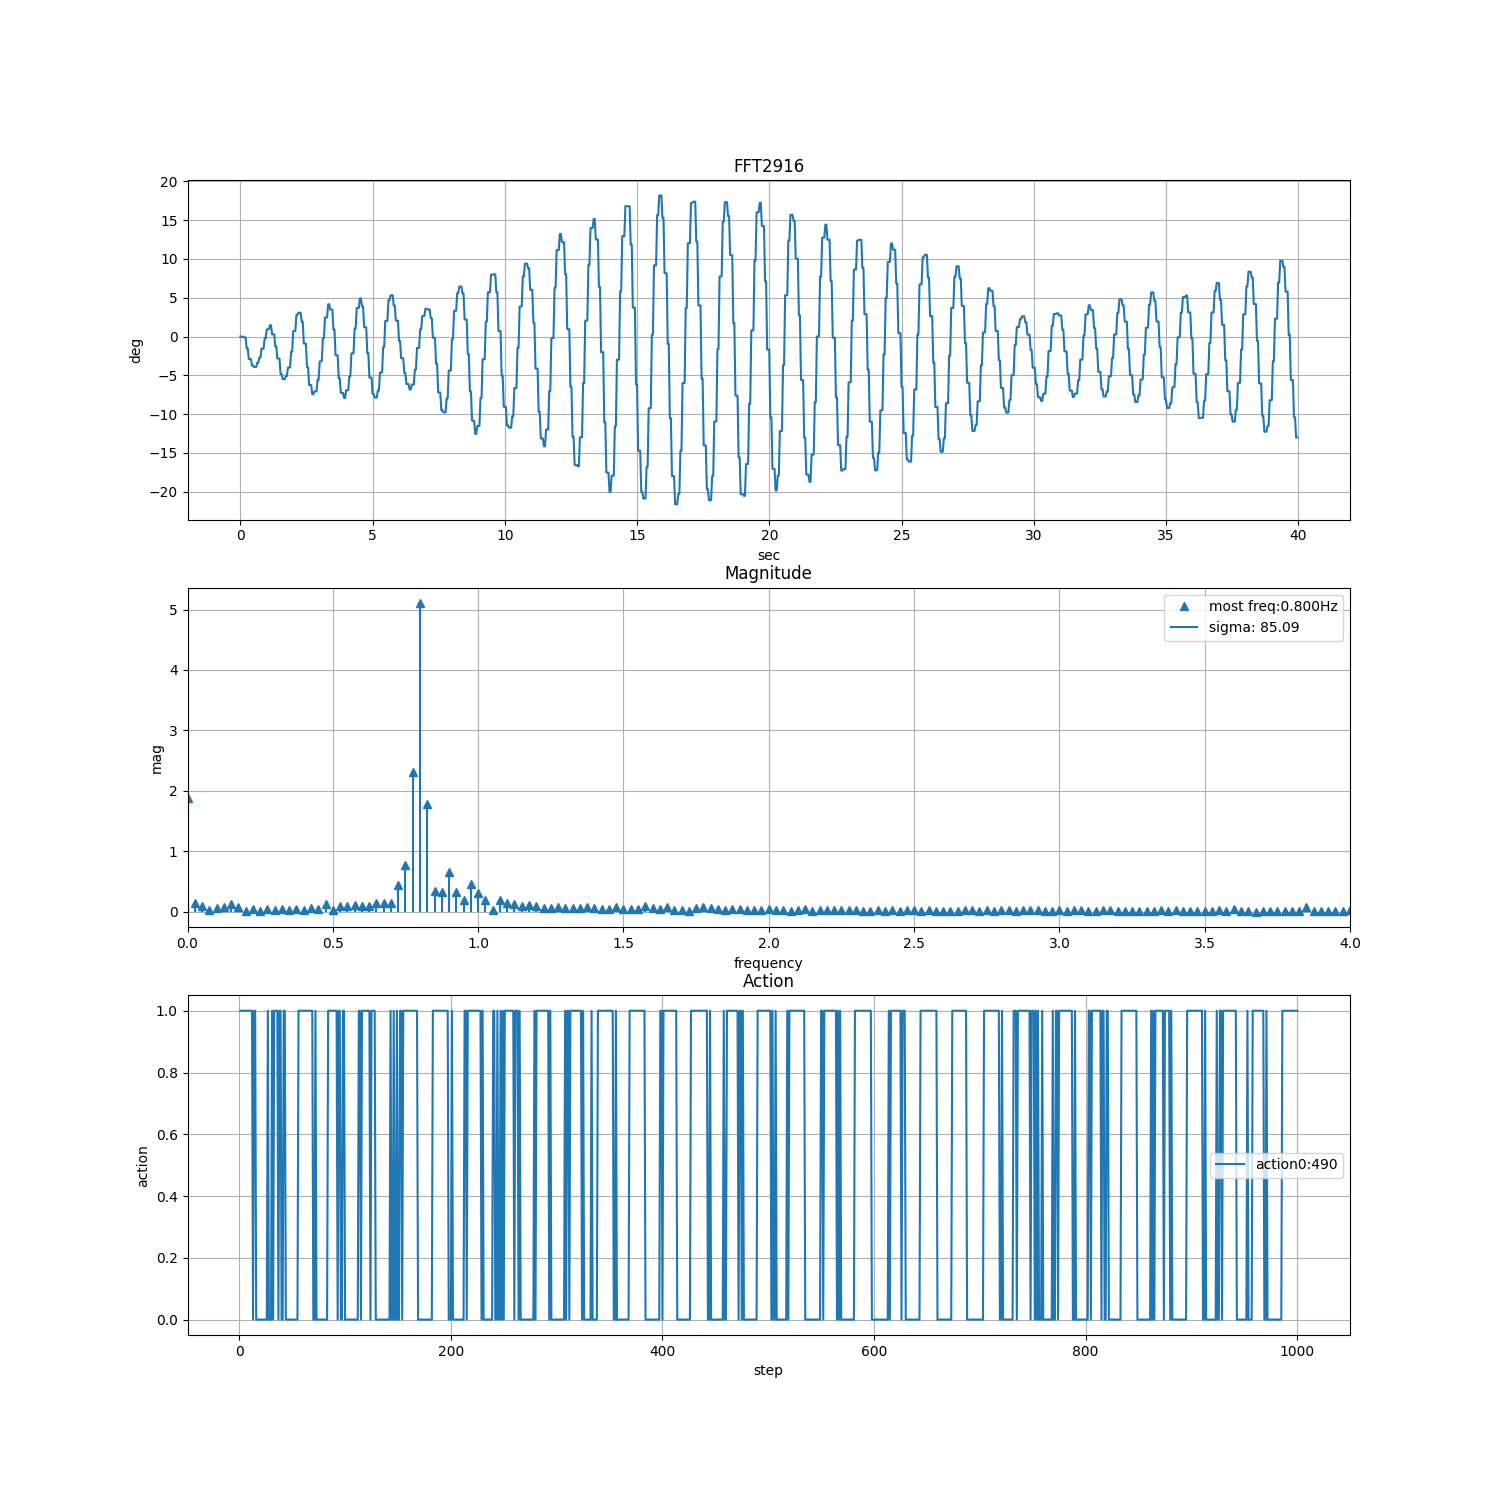 FFT2916
20
15
10
5
0
−5
−10
−15
−20
deg
0 5 10 15 20 25 30 35 40
sec
Magnitude
most freq:0.800Hz
sigma: 85.09
5
4
3
2
1
0
mag
0.0 0.5 1.0 1.5 2.0 2.5 3.0 3.5 4.0
frequency
Action
1.0
0.8
0.6
0.4
0.2
0.0
action
action0:490
0 200 400 600 800 1000
step